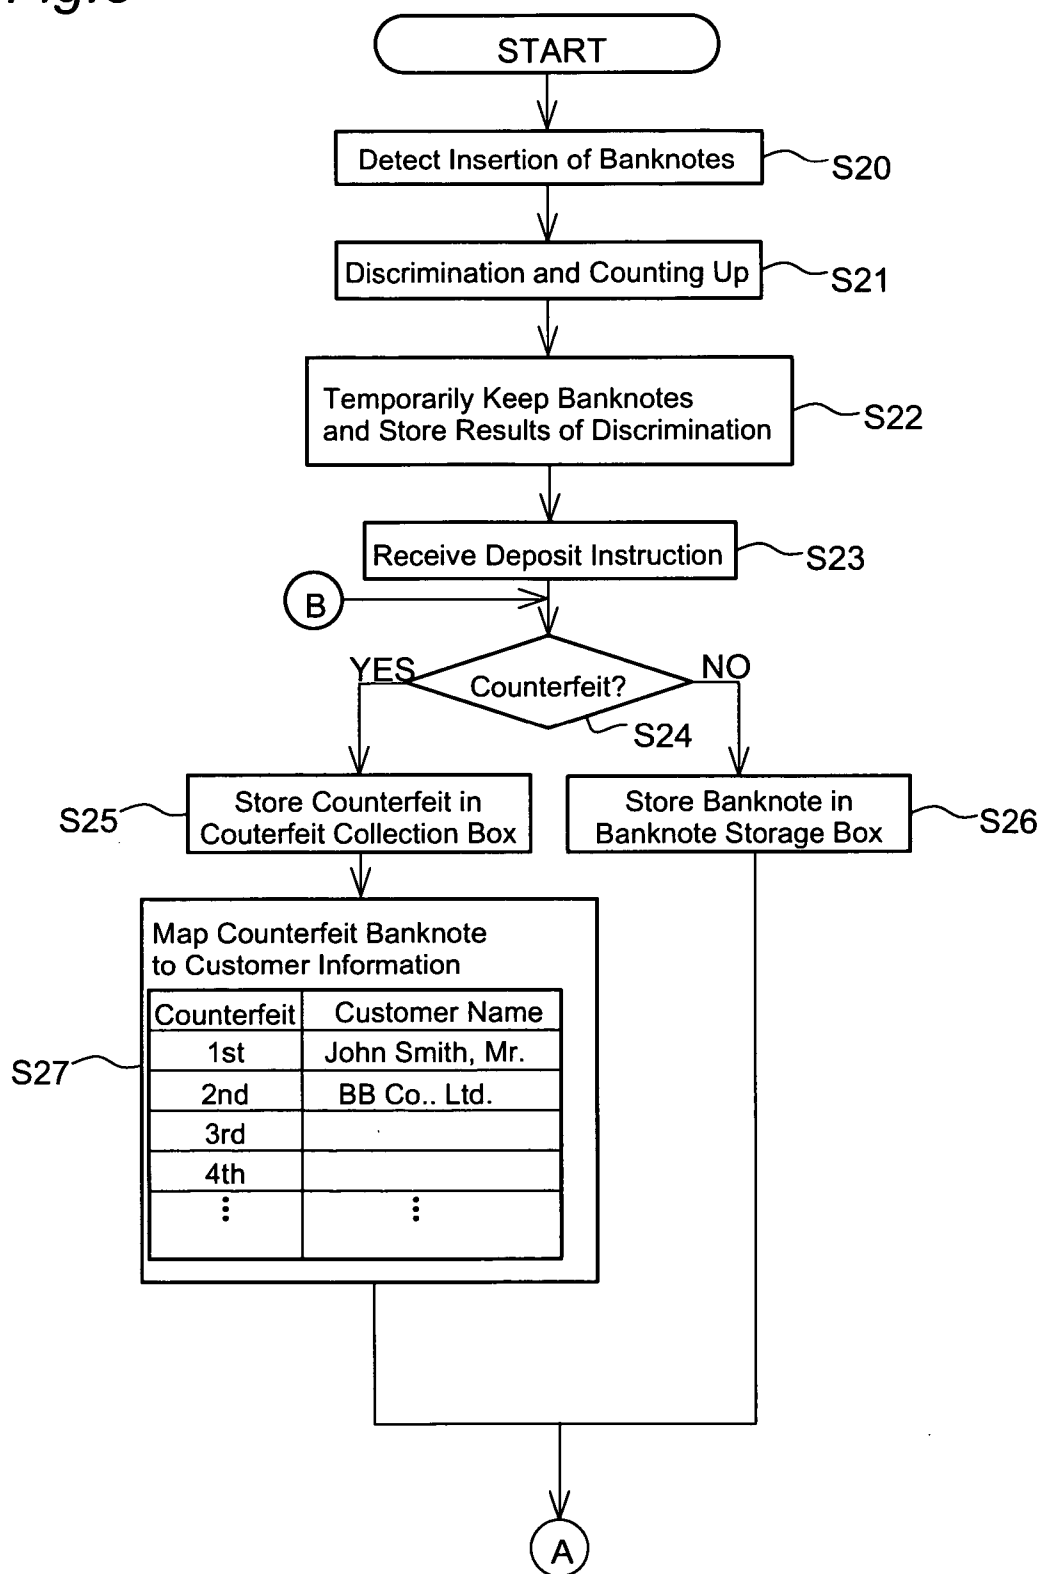 START
Detect Insertion of Banknotes
S20
Discrimination and Counting Up
S21
Temporarily Keep Banknotes
and Store Results of Discrimination
S22
Receive Deposit Instruction
S23
B
YES
Counterfeit?
NO
S24
S25
Store Counterfeit in
Couterfeit Collection Box
Store Banknote in
Banknote Storage Box
S26
Map Counterfeit Banknote
to Customer Information
Counterfeit Customer Name
1st John Smith, Mr.
2nd BB Co.. Ltd.
3rd
4th
S27
A